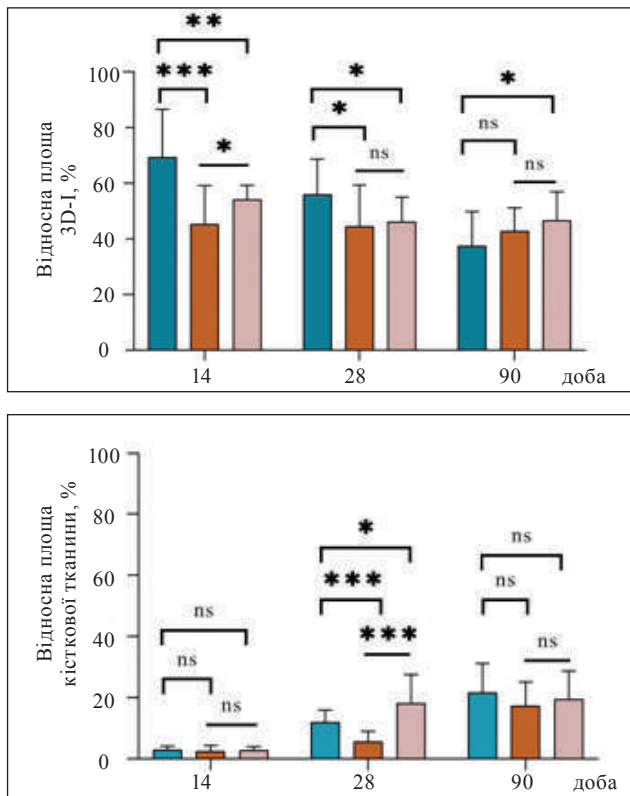 **
***
*
*
*
ns
*
ns
ns
100
80
60
40
20
0
Відносна площа
3D-I, %
14
28
90
доба
ns
ns
ns
*
***
***
ns
ns
ns
100
80
60
40
20
0
Відносна площа
кісткової тканини, %
14
28
90
доба